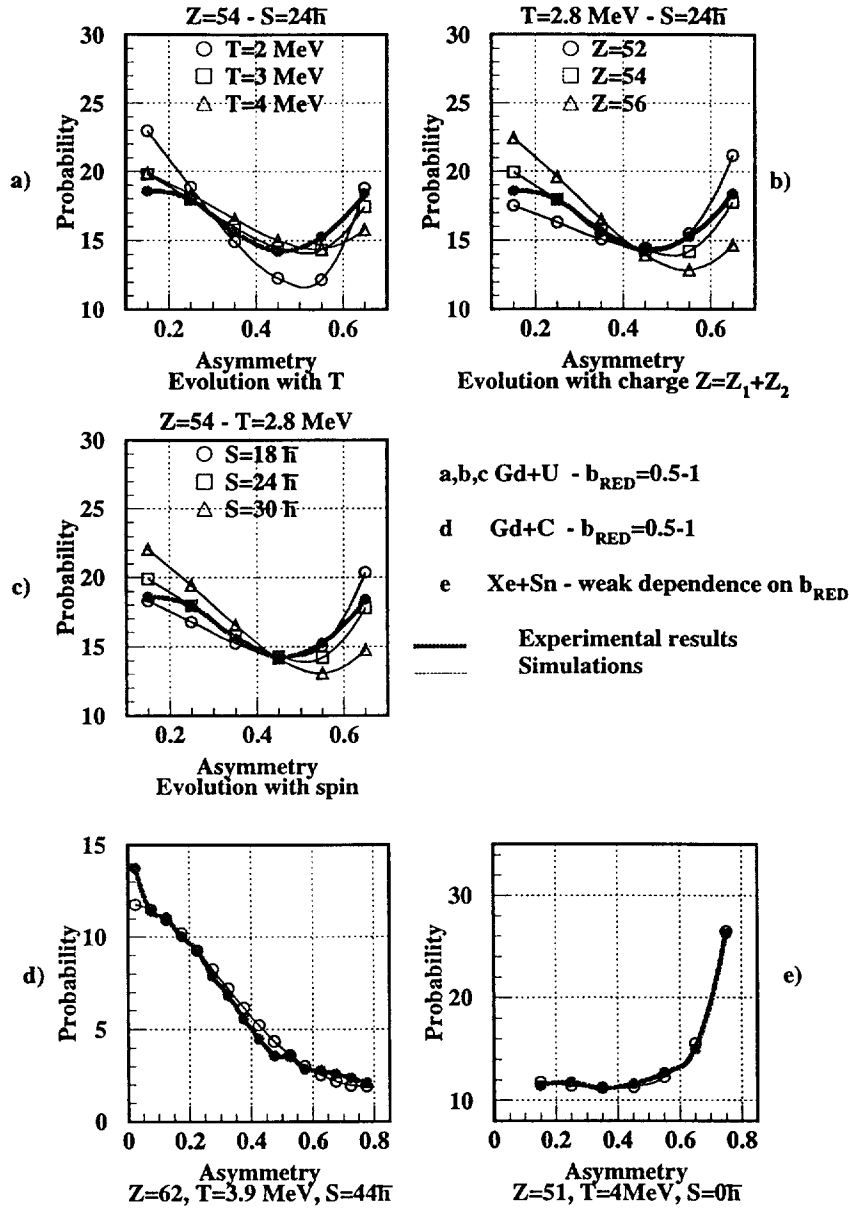 Z=54 - S=24ħ
T=2 MeV
T=3 MeV
T=4 MeV
30
25
20
15
10
Probability
a)
0.2 0.4 0.6
Asymmetry
Evolution with T
T=2.8 MeV - S=24ħ
Z=52
Z=54
Z=56
30
25
20
15
10
Probability
b)
0.2 0.4 0.6
Asymmetry
Evolution with charge Z=Z₁+Z₂
Z=54 - T=2.8 MeV
S=18 ħ
S=24 ħ
S=30 ħ
30
25
20
15
10
Probability
c)
0.2 0.4 0.6
Asymmetry
Evolution with spin
a,b,c Gd+U - b_RED=0.5-1
d Gd+C - b_RED=0.5-1
e Xe+Sn - weak dependence on b_RED
Experimental results
Simulations
15
10
5
0
Probability
d)
0 0.2 0.4 0.6 0.8
Asymmetry
Z=62, T=3.9 MeV, S=44ħ
30
20
10
Probability
e)
0 0.2 0.4 0.6 0.8
Asymmetry
Z=51, T=4MeV, S=0ħ